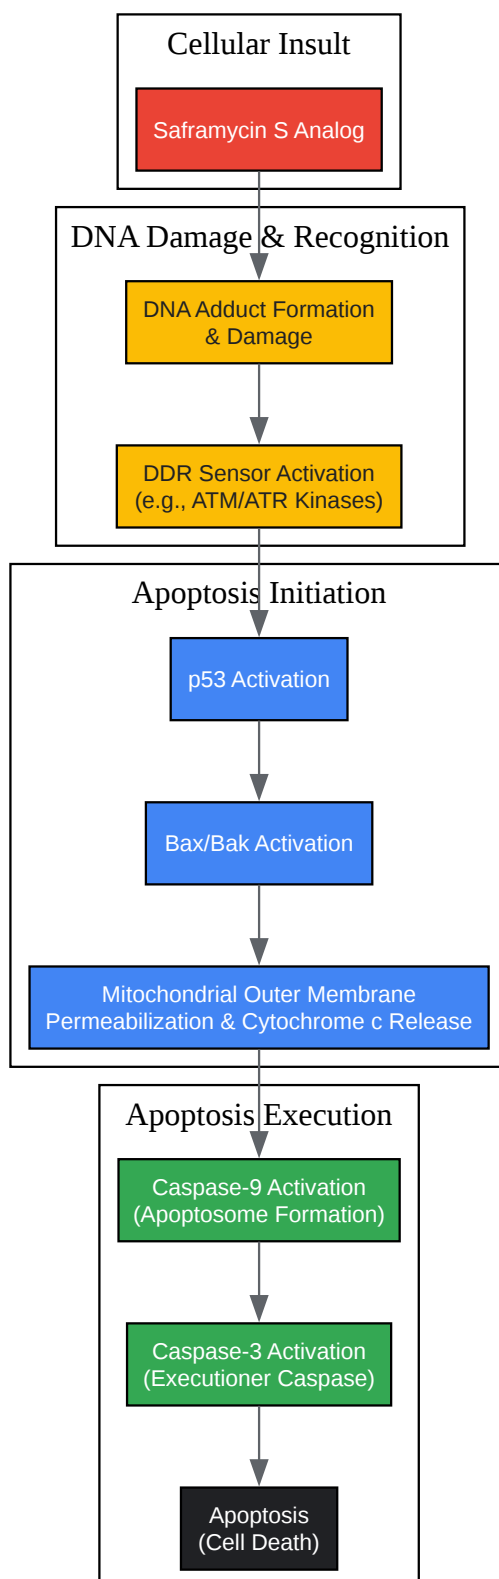 Cellular Insult
Saframycin S Analog
DNA Damage & Recognition
DNA Adduct Formation
& Damage
DDR Sensor Activation
(e.g., ATM/ATR Kinases)
Apoptosis Initiation
p53 Activation
Bax/Bak Activation
Mitochondrial Outer Membrane
Permeabilization & Cytochrome c Release
Apoptosis Execution
Caspase-9 Activation
(Apoptosome Formation)
Caspase-3 Activation
(Executioner Caspase)
Apoptosis
(Cell Death)